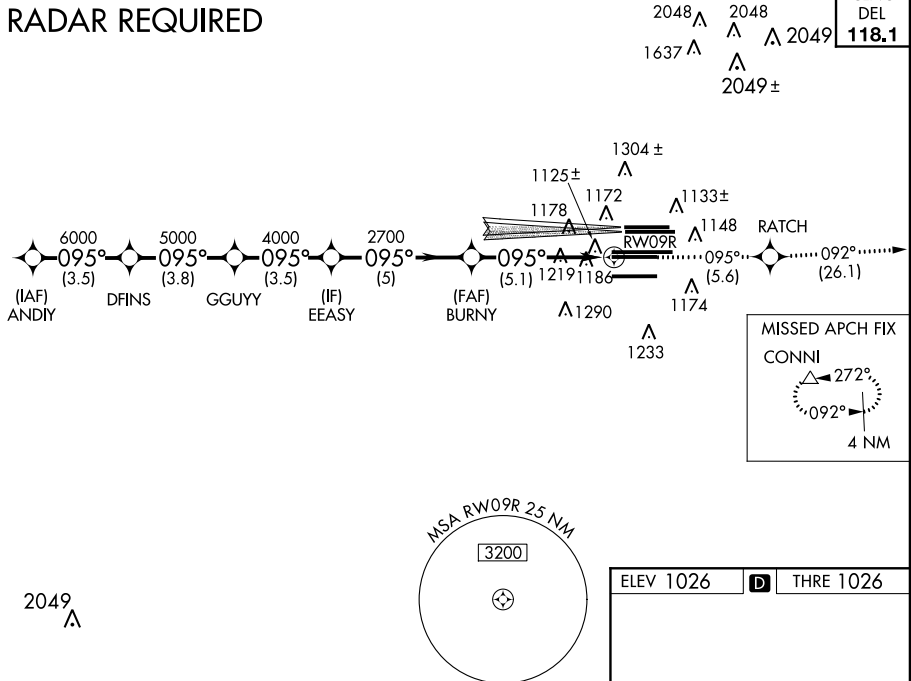 RADAR REQUIRED
DEL
118.1
2048
2048
2049
1637
2049 ±
1304 ±
1125 ±
1172
1133 ±
1178
1148
RATCH
RW09R
6000
095°
(3.5)
5000
095°
(3.8)
4000
095°
(3.5)
2700
095°
(5)
095°
(5.1)
1219
1186
095°
(5.6)
092°
(26.1)
(IAF)
ANDIY
DFINS
GGUYY
(IF)
EEASY
(FAF)
BURNY
1290
1174
1233
MISSED APCH FIX
CONNI
272°
092°
4 NM
MSA RW09R 25 NM
3200
2049
ELEV 1026 D THRE 1026